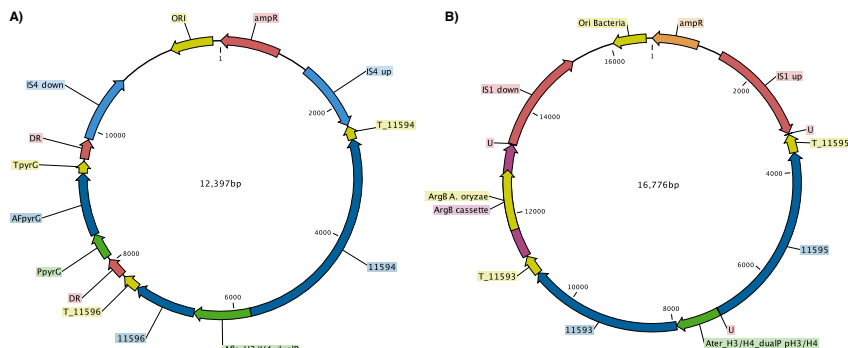 A)
ORI
ampR
1
IS4 down
IS4 up
2000
T_11594
10000
DR
TpyrG
12,397bp
AFpyrG
4000
8000
PpyrG
11594
DR
T_11596
6000
11596
B)
Ori Bacteria
ampR
16000
1
IS1 down
IS1 up
2000
14000
U
U
T_11595
4000
16,776bp
ArgB A. oryzae
ArgB cassette
12000
11595
6000
T_11593
10000
8000
11593
U
Ater_H3/H4_dualP pH3/H4